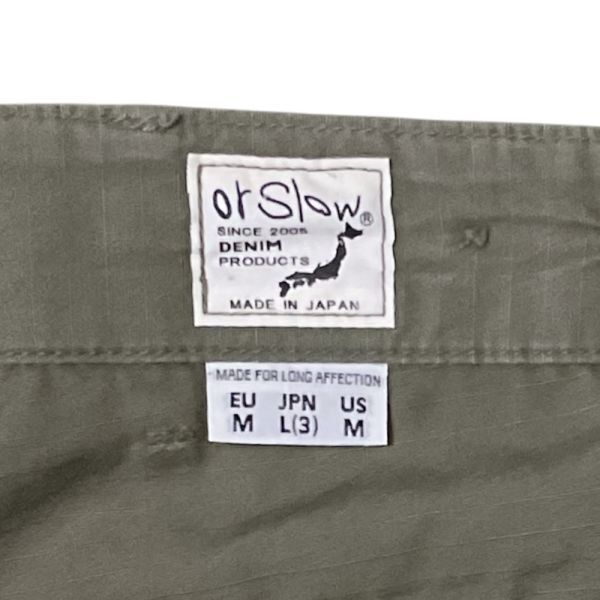 orSlow®
SINCE 2005
DENIM
PRODUCTS
MADE IN JAPAN
MADE FOR LONG AFFECTION
EU JPN US
M L(3) M